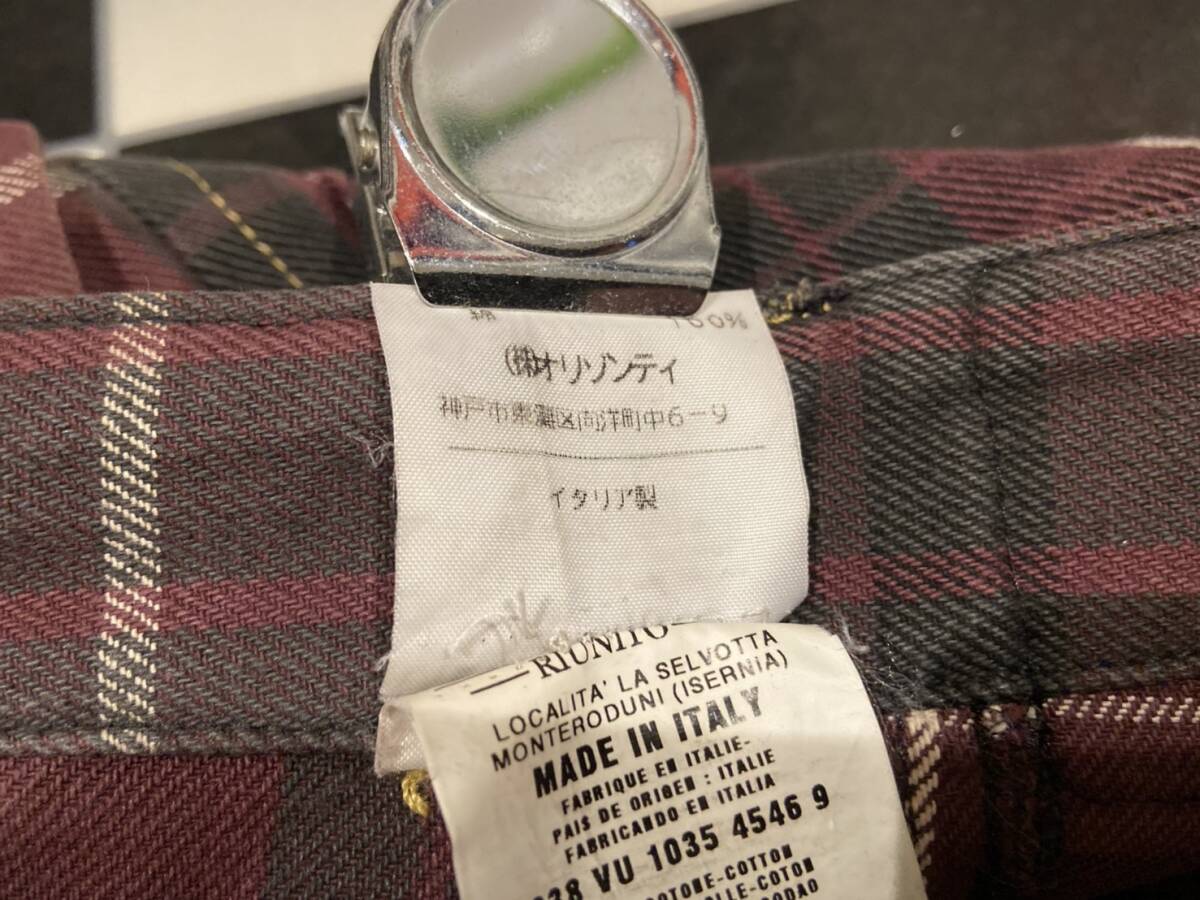 綿 100%
(株)オリゾンティ
神戸市東灘区向洋町中6-9
イタリア製
RIUNITO
LOCALITA' LA SELVOTTA
MONTERODUNI (ISERNIA)
MADE IN ITALY
FABRIQUE EN ITALIE-
PAIS DE ORIGEN : ITALIE
FABRICANDO EN ITALIA
38 VU 1035 4546 9
COTONE-COTTON